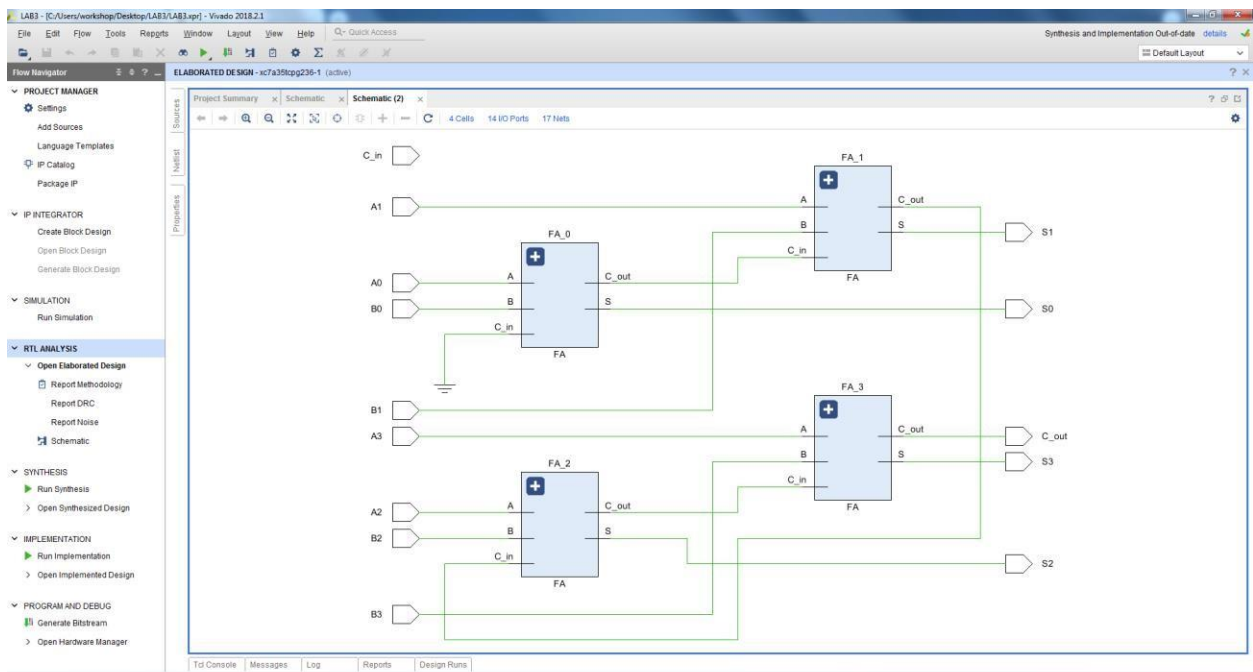 LAB3 - [C:/Users/workshop/Desktop/LAB3/LAB3.xpr] - Vivado 2018.2.1
File Edit Flow Tools Reports Window Layout View Help Q- Quick Access
Synthesis and Implementation Out-of-date details
Default Layout
Flow Navigator
ELABORATED DESIGN - xc7a35tcpg236-1 (active)
PROJECT MANAGER
Settings
Add Sources
Language Templates
IP Catalog
Package IP
IP INTEGRATOR
Create Block Design
Open Block Design
Generate Block Design
SIMULATION
Run Simulation
RTL ANALYSIS
Open Elaborated Design
Report Methodology
Report DRC
Report Noise
Schematic
SYNTHESIS
Run Synthesis
Open Synthesized Design
IMPLEMENTATION
Run Implementation
Open Implemented Design
PROGRAM AND DEBUG
Generate Bitstream
Open Hardware Manager
Sources
Netlist
Properties
Project Summary Schematic Schematic (2)
4 Cells 14 I/O Ports 17 Nets
C_in
A1
A0
B0
B1
A3
A2
B2
B3
FA_0
A
B
C_in
C_out
S
FA
FA_1
A
B
C_in
C_out
S
FA
FA_2
A
B
C_in
C_out
S
FA
FA_3
A
B
C_in
C_out
S
FA
S1
S0
C_out
S3
S2
Tcl Console Messages Log Reports Design Runs